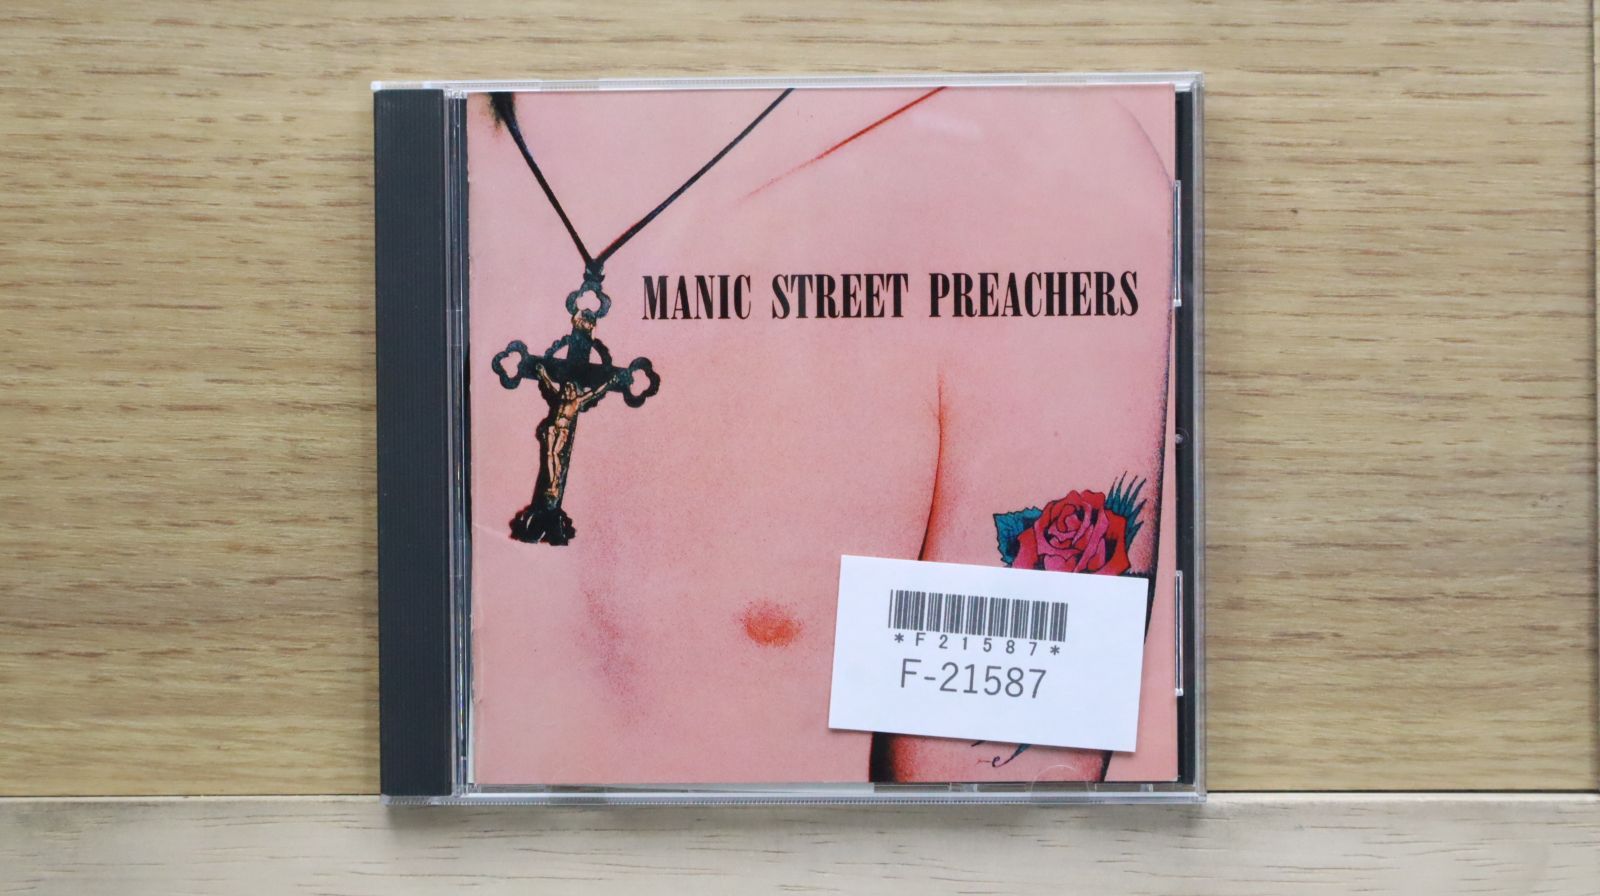 MANIC STREET PREACHERS
*F21587*
F-21587